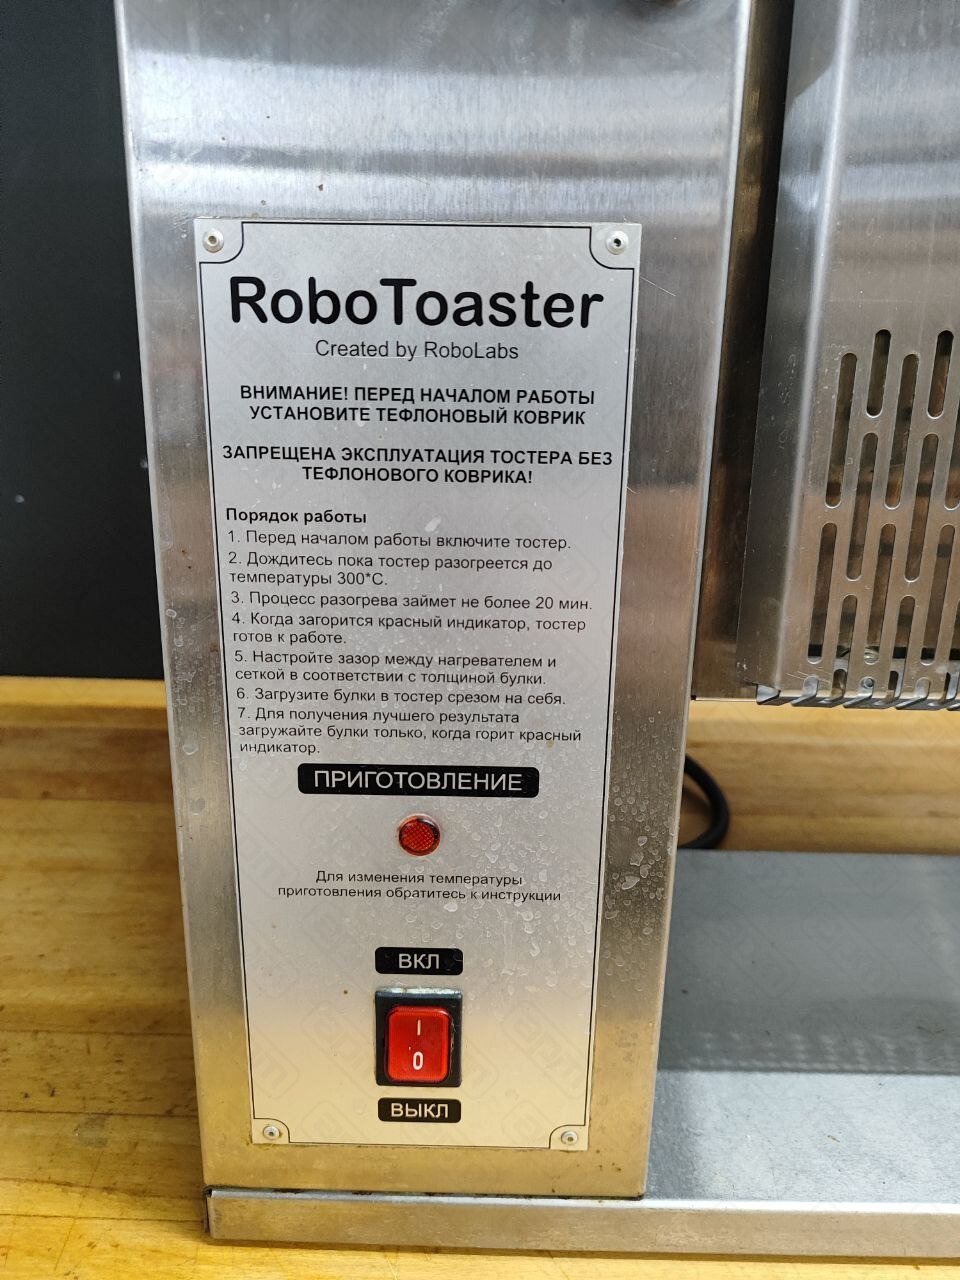 RoboToaster
Created by RoboLabs
ВНИМАНИЕ! ПЕРЕД НАЧАЛОМ РАБОТЫ
УСТАНОВИТЕ ТЕФЛОНОВЫЙ КОВРИК
ЗАПРЕЩЕНА ЭКСПЛУАТАЦИЯ ТОСТЕРА БЕЗ
ТЕФЛОНОВОГО КОВРИКА!
Порядок работы
1. Перед началом работы включите тостер.
2. Дождитесь пока тостер разогреется до
температуры 300*С.
3. Процесс разогрева займет не более 20 мин.
4. Когда загорится красный индикатор, тостер
готов к работе.
5. Настройте зазор между нагревателем и
сеткой в соответствии с толщиной булки.
6. Загрузите булки в тостер срезом на себя.
7. Для получения лучшего результата
загружайте булки только, когда горит красный
индикатор.
ПРИГОТОВЛЕНИЕ
Для изменения температуры
приготовления обратитесь к инструкции
ВКЛ
I
0
ВЫКЛ